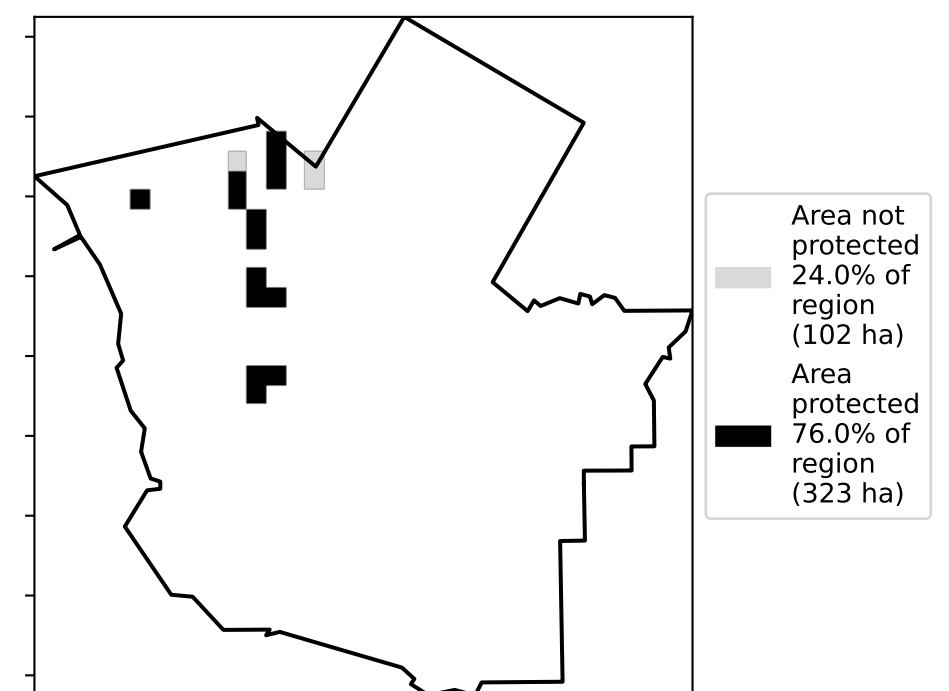 Area not
protected
24.0% of
region
(102 ha)
Area
protected
76.0% of
region
(323 ha)